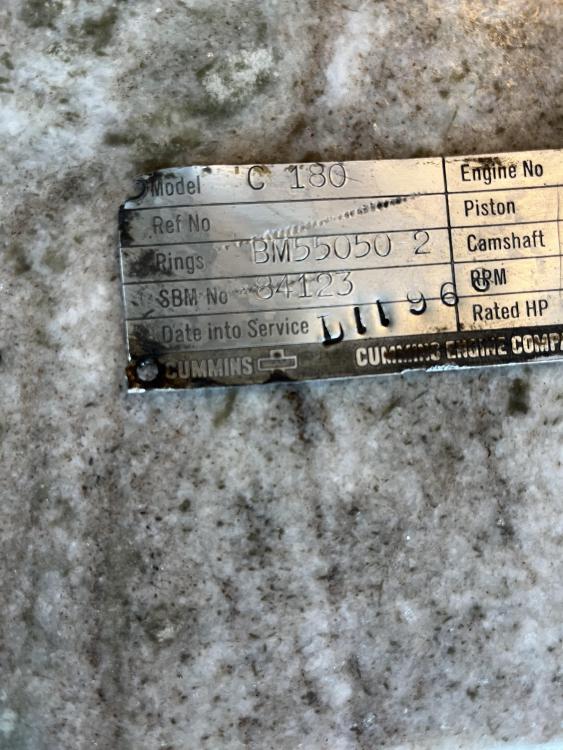 Model C 180 Engine No
Ref No Piston
Rings BM55050 2 Camshaft
SBM No 84123 RPM
Date into Service Rated HP
CUMMINS CUMMINS ENGINE